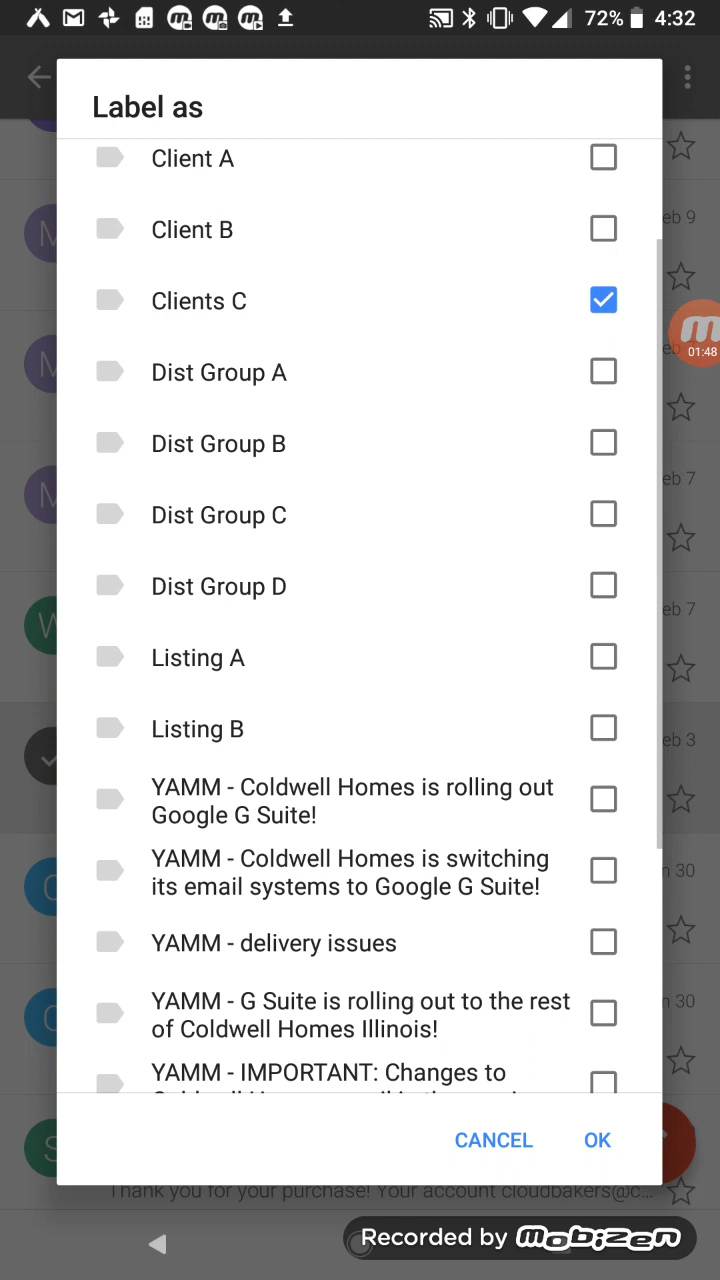 72% 4:32
Label as
Client A
Client B
eb 9
Clients C
01:48
Dist Group A
Dist Group B
eb 7
Dist Group C
Dist Group D
eb 7
Listing A
Listing B
eb 3
YAMM - Coldwell Homes is rolling out
Google G Suite!
YAMM - Coldwell Homes is switching
its email systems to Google G Suite!
n 30
YAMM - delivery issues
YAMM - G Suite is rolling out to the rest
of Coldwell Homes Illinois!
n 30
YAMM - IMPORTANT: Changes to
CANCEL OK
Thank you for your purchase! Your account cloudbakers@c...
Recorded by mobizen